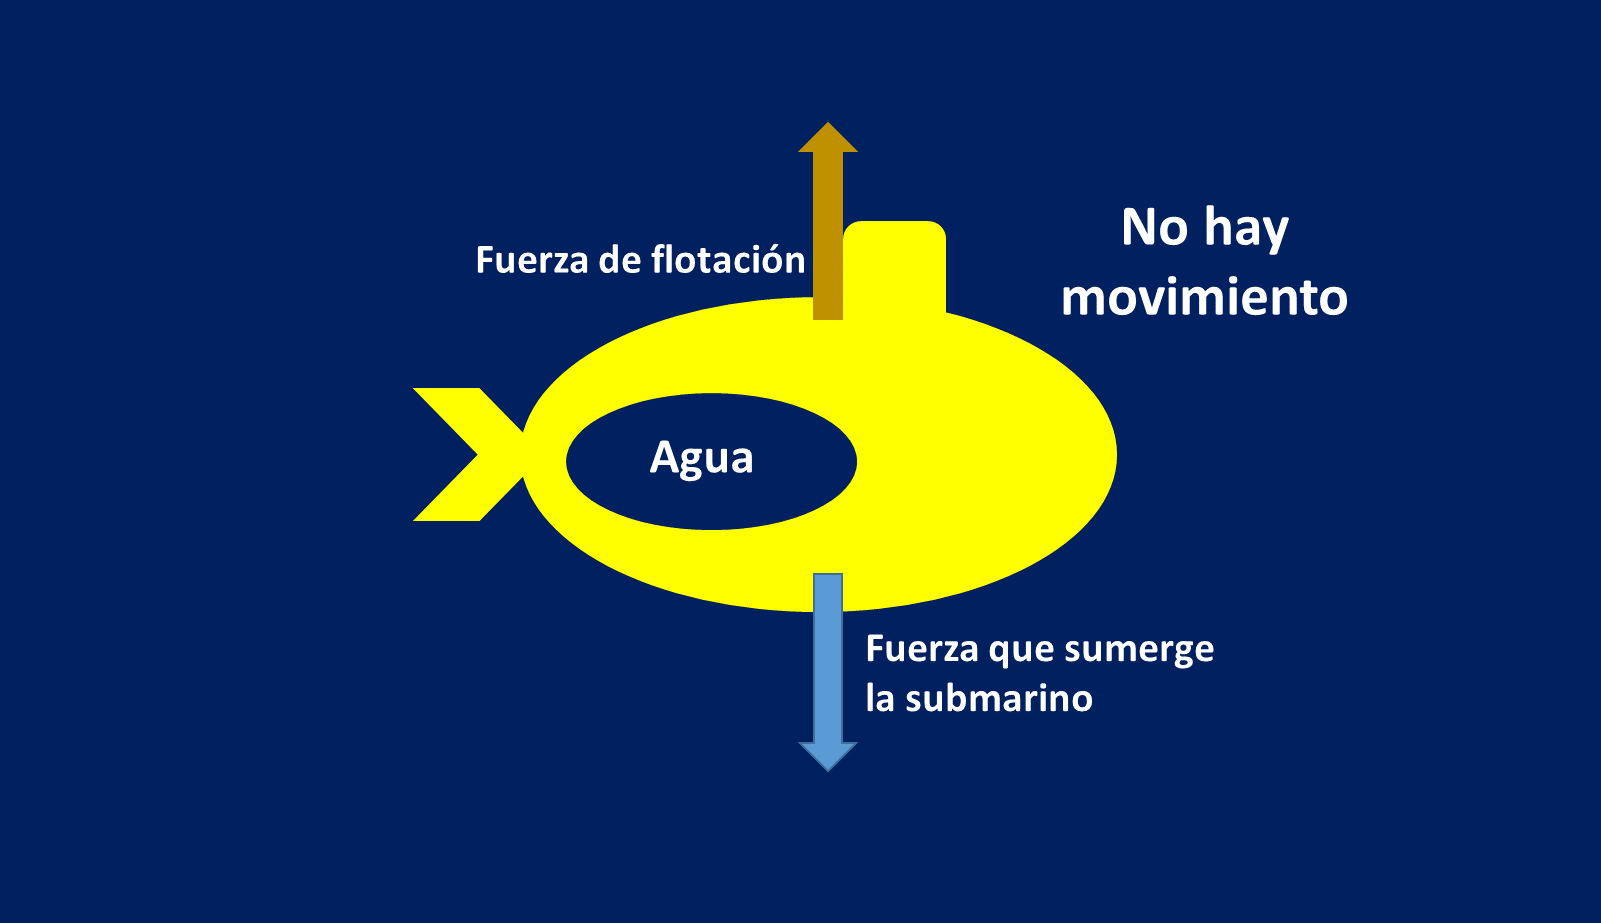 No hay
movimiento
Fuerza de flotación
Agua
Fuerza que sumerge
la submarino